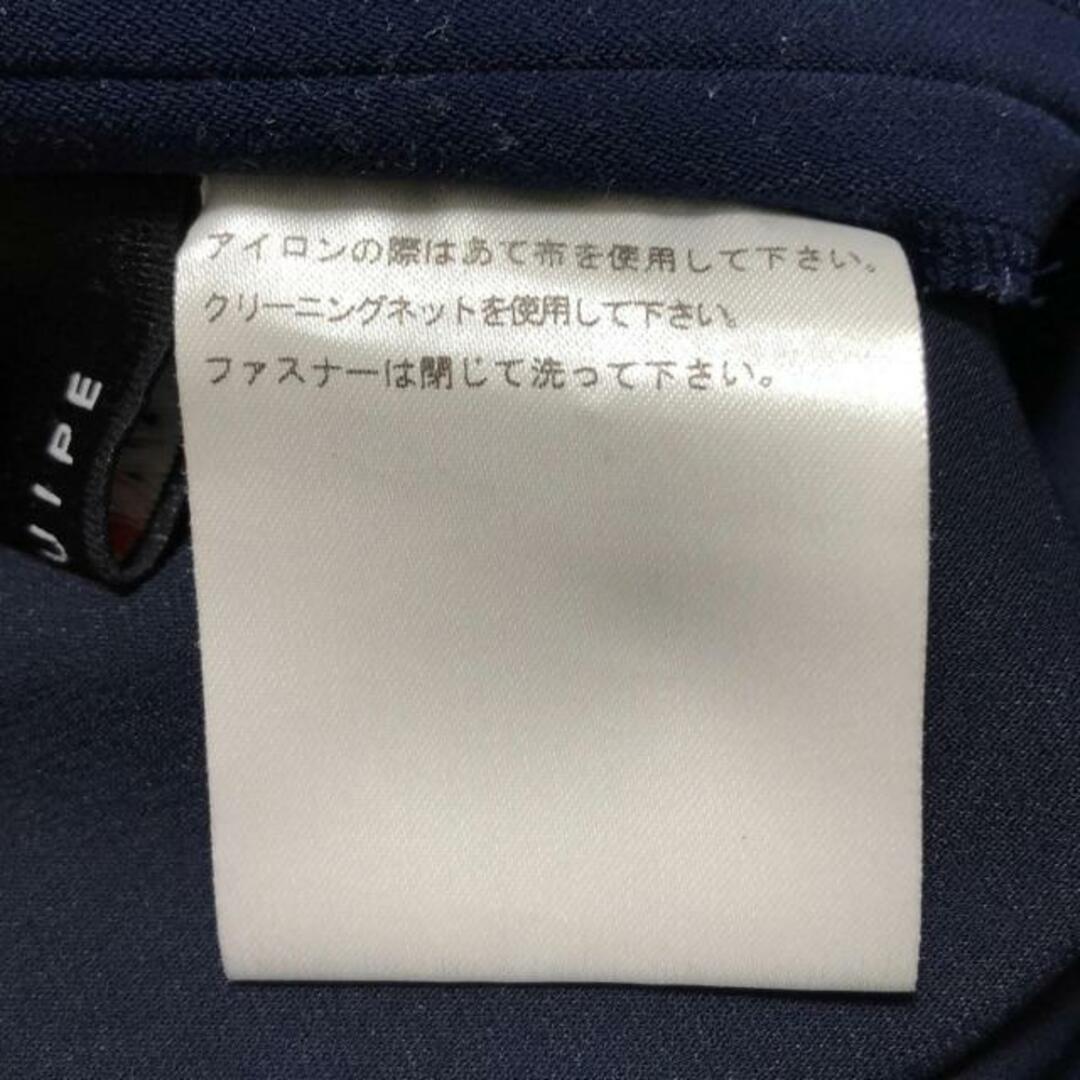 アイロンの際はあて布を使用して下さい。
クリーニングネットを使用して下さい。
ファスナーは閉じて洗って下さい。
UIPE